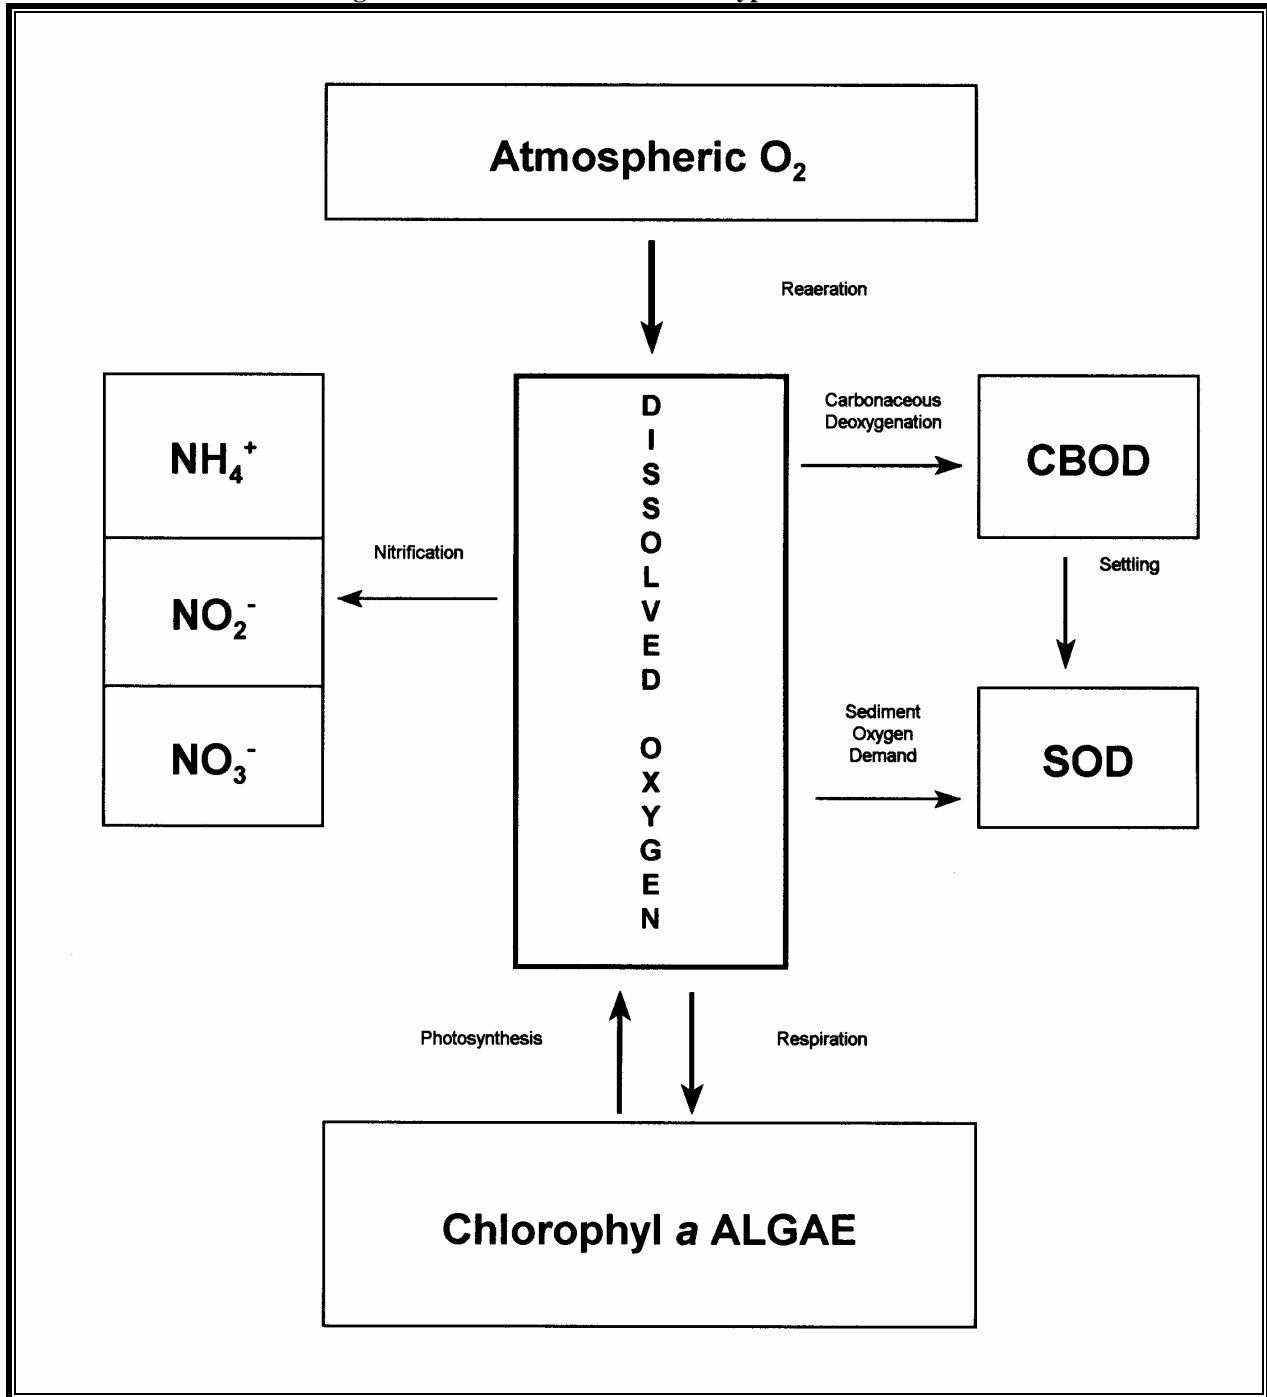 Atmospheric O₂
Reaeration
NH₄⁺
NO₂⁻
NO₃⁻
Nitrification
D
I
S
S
O
L
V
E
D
O
X
Y
G
E
N
Carbonaceous
Deoxygenation
CBOD
Settling
Sediment
Oxygen
Demand
SOD
Photosynthesis
Respiration
Chlorophyl a ALGAE